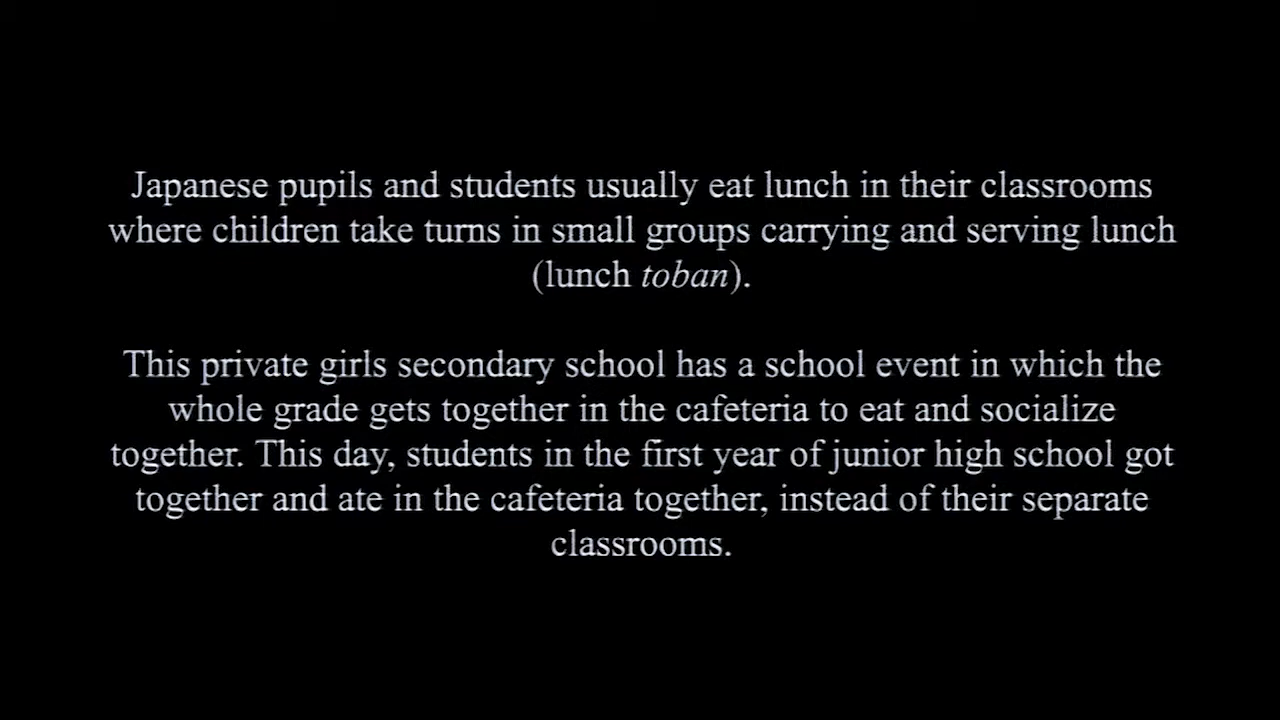 Japanese pupils and students usually eat lunch in their classrooms
where children take turns in small groups carrying and serving lunch
(lunch toban).
This private girls secondary school has a school event in which the
whole grade gets together in the cafeteria to eat and socialize
together. This day, students in the first year of junior high school got
together and ate in the cafeteria together, instead of their separate
classrooms.